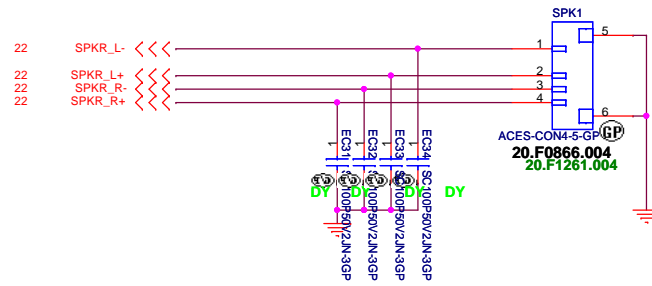 SPK1
22 SPKR_L- 1 5
22 SPKR_L+ 2
22 SPKR_R- 3
22 SPKR_R+ 4
6
ACES-CON4-5-GP
GP
20.F0866.004
20.F1261.004
1 1 1 1
EC31 SC100P50V2JN-3GP
EC32 SC100P50V2JN-3GP
EC33 SC100P50V2JN-3GP
EC34 SC100P50V2JN-3GP
DY DY DY DY